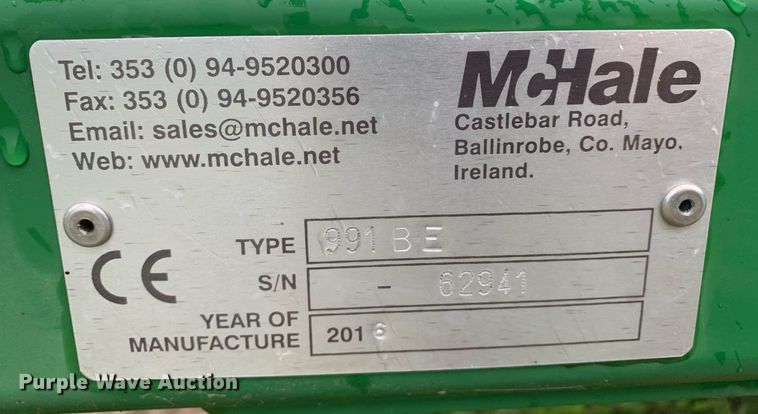 Tel: 353 (0) 94-9520300
Fax: 353 (0) 94-9520356
Email: sales@mchale.net
Web: www.mchale.net
McHale
Castlebar Road,
Ballinrobe, Co. Mayo.
Ireland.
CE
TYPE 991 B E
S/N - 62941
YEAR OF
MANUFACTURE 2016
Purple Wave Auction